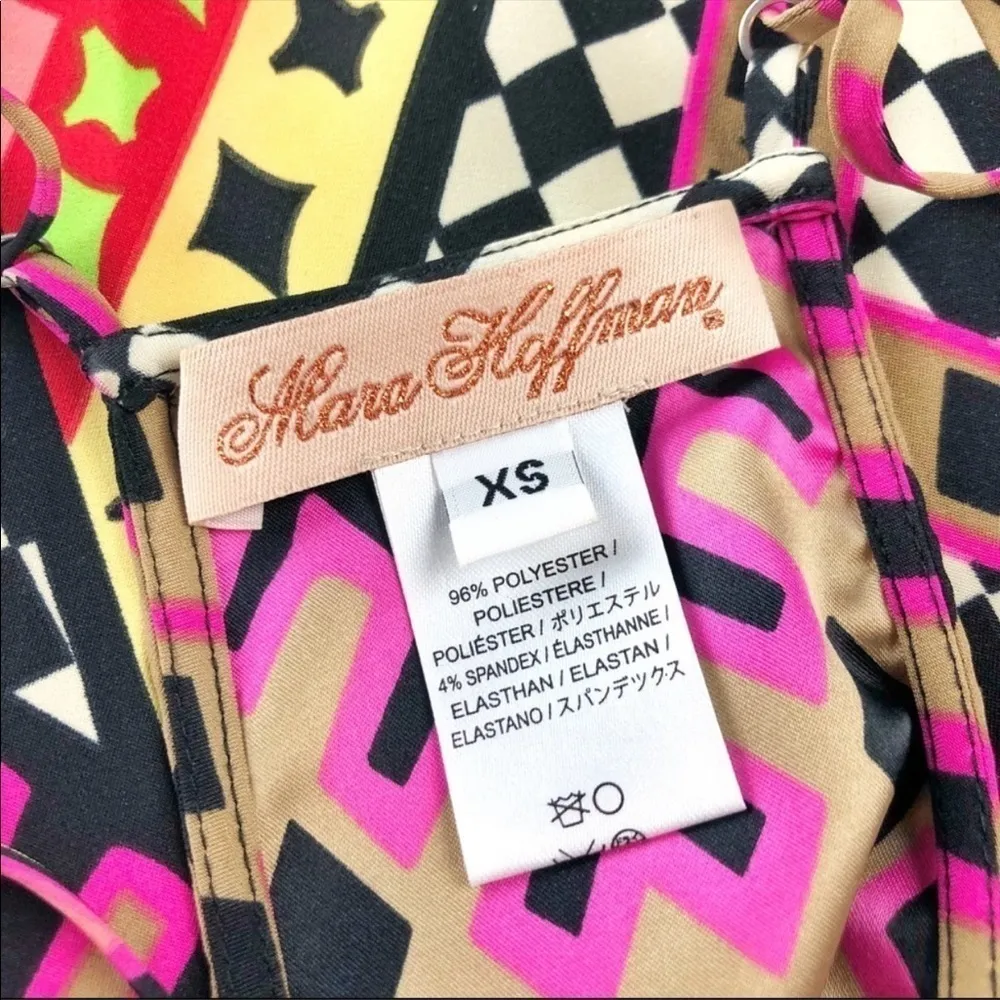 Mara Hoffman
XS
96% POLYESTER /
POLIESTERE /
POLIÉSTER / ポリエステル
4% SPANDEX / ÉLASTHANNE /
ELASTHAN / ELASTAN /
ELASTANO / スパンデックス